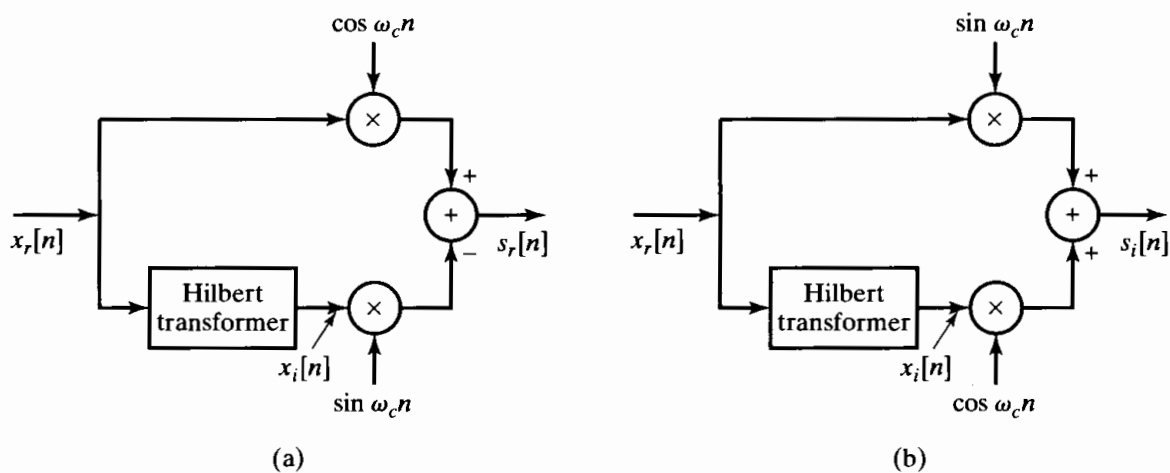 cos ω_c n
×
+
+
−
x_r[n]
s_r[n]
Hilbert
transformer
×
x_i[n]
sin ω_c n
(a)
sin ω_c n
×
+
+
+
x_r[n]
s_i[n]
Hilbert
transformer
×
x_i[n]
cos ω_c n
(b)